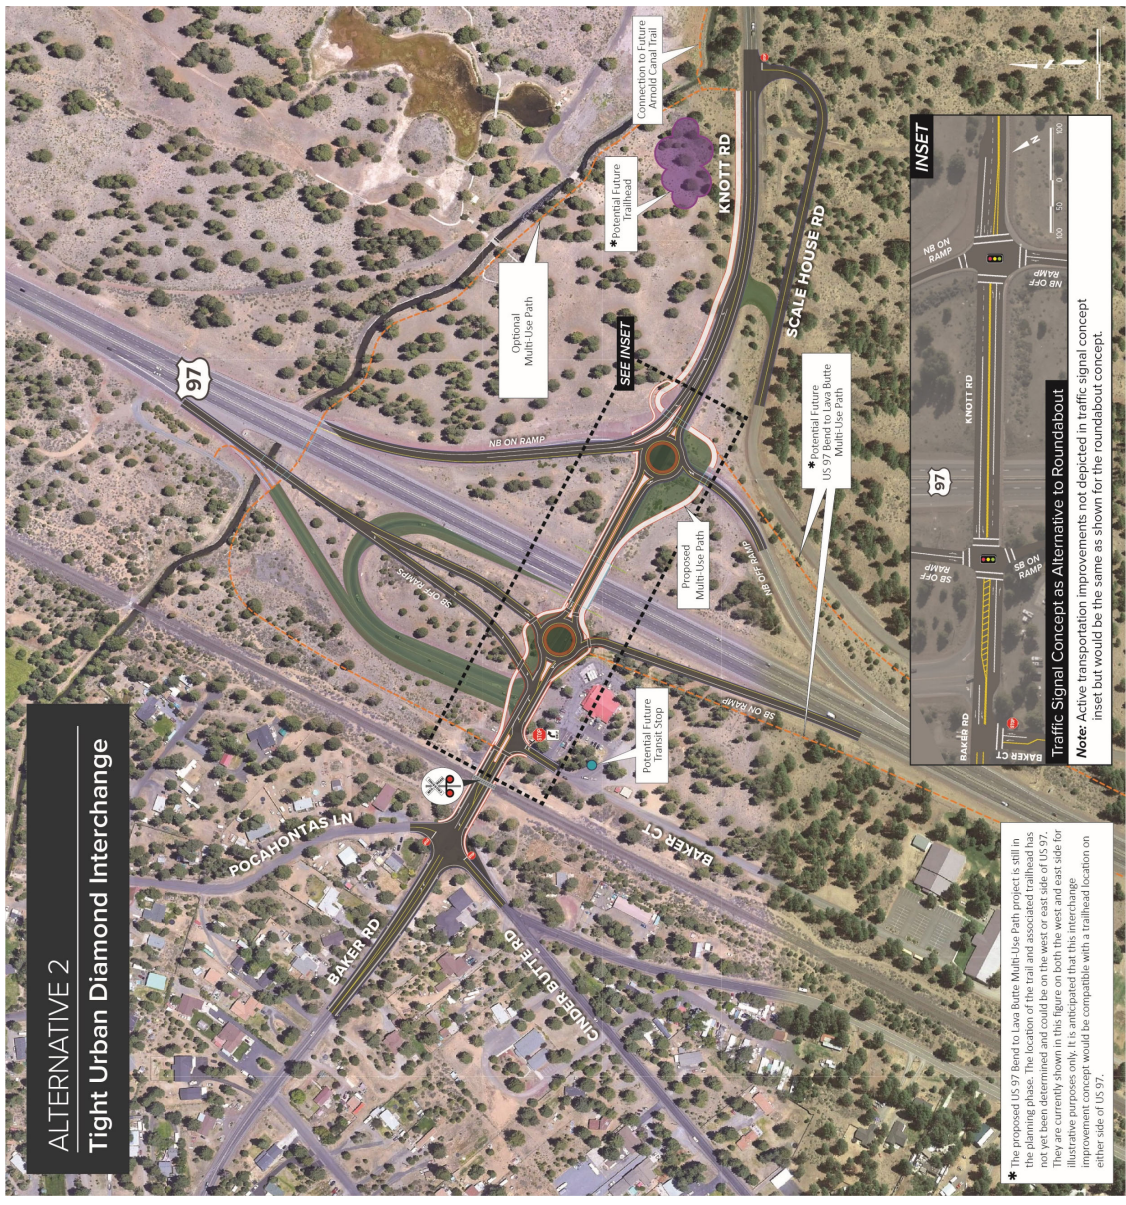 ALTERNATIVE 2
Tight Urban Diamond Interchange
97
Connection to Future
Arnold Canal Trail
*Potential Future
Trailhead
Optional
Multi-Use Path
KNOTT RD
SCALE HOUSE RD
SEE INSET
NB ON RAMP
SB OFF RAMPS
*Potential Future
US 97 Bend to Lava Butte
Multi-Use Path
Proposed
Multi-Use Path
NB OFF RAMP
SB ON RAMP
STOP
Potential Future
Transit Stop
POCAHONTAS LN
BAKER CT
BAKER RD
CINDER BUTTE RD
INSET
NB ON
RAMP
NB OFF
RAMP
N
100
50
0
100
KNOTT RD
97
SB OFF
RAMP
SB ON
RAMP
BAKER RD
BAKER CT
STOP
Traffic Signal Concept as Alternative to Roundabout
Note: Active transportation improvements not depicted in traffic signal concept
inset but would be the same as shown for the roundabout concept.
* The proposed US 97 Bend to Lava Butte Multi-Use Path project is still in
the planning phase. The location of the trail and associated trailhead has
not yet been determined and could be on the west or east side of US 97.
They are currently shown in this figure on both the west and east side for
illustrative purposes only. It is anticipated that this interchange
improvement concept would be compatible with a trailhead location on
either side of US 97.